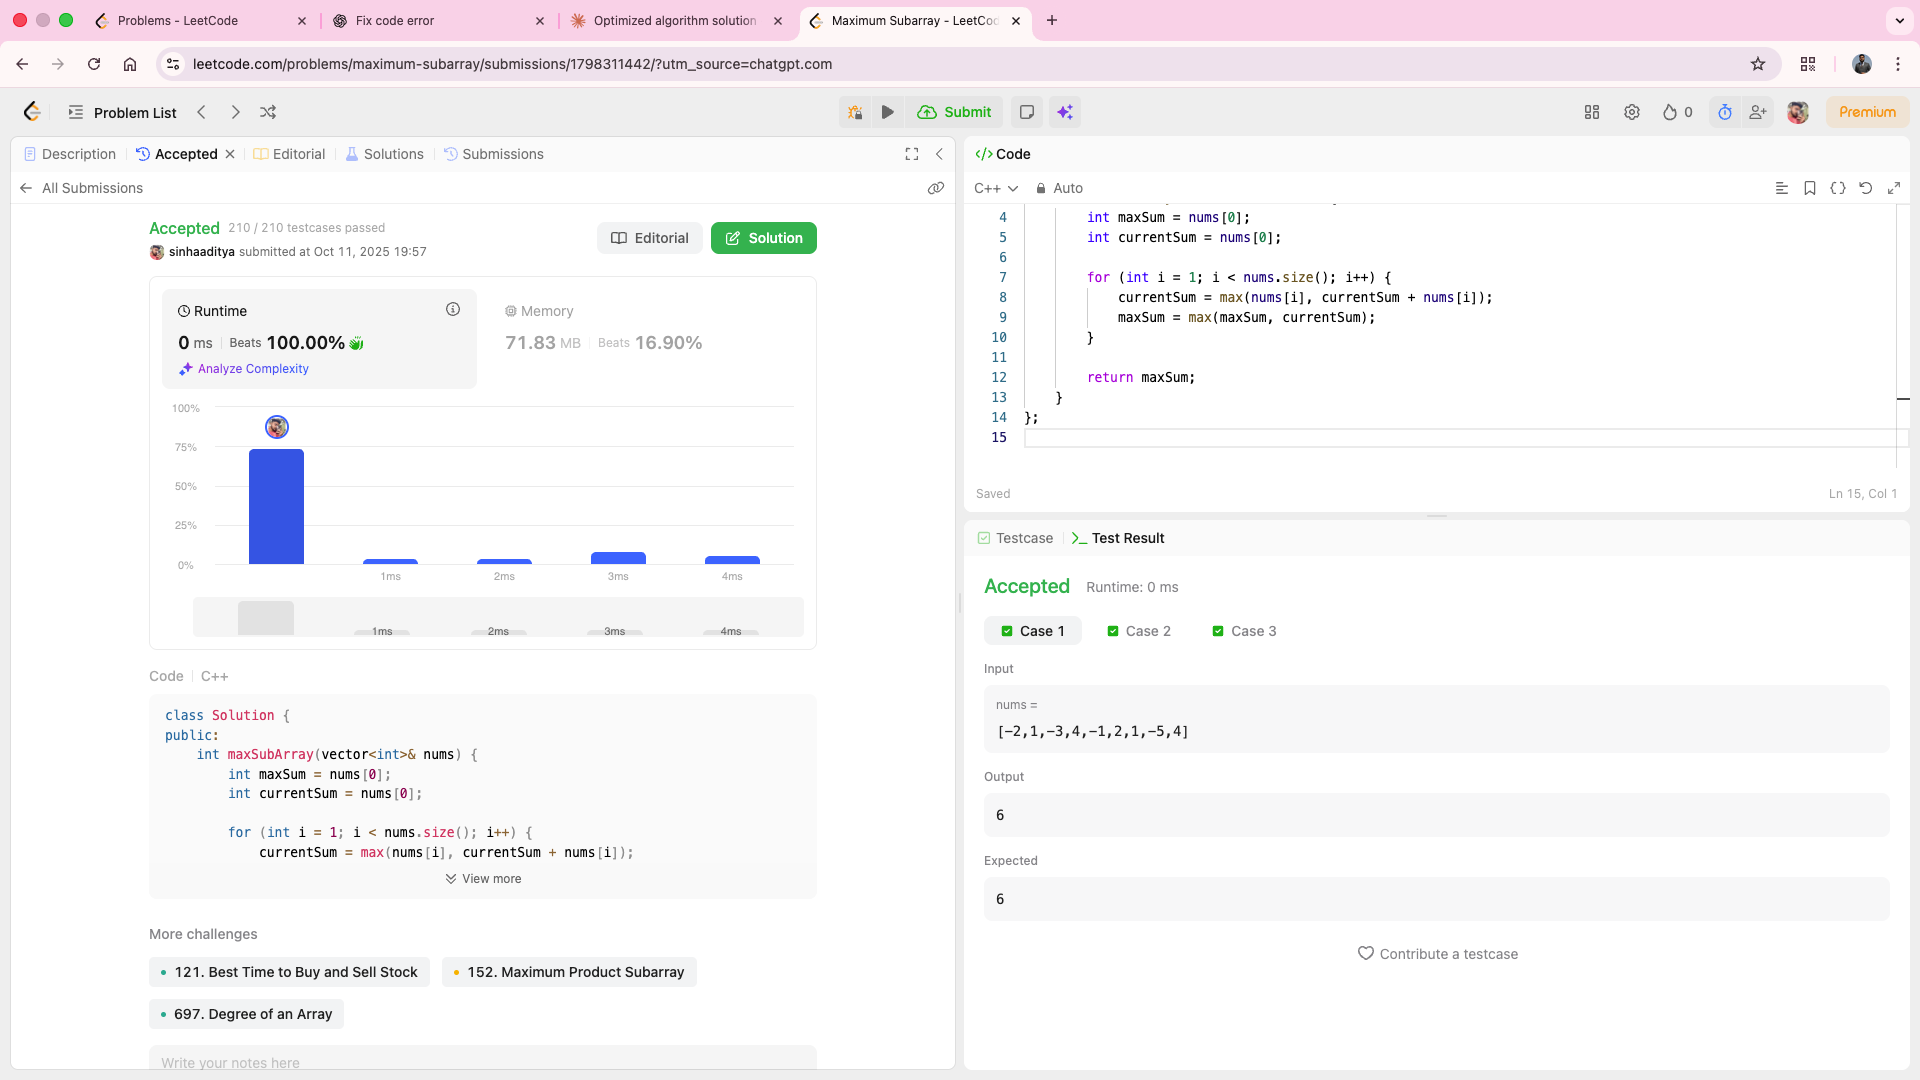 Problems - LeetCode
Fix code error
Optimized algorithm solution
Maximum Subarray - LeetCo
leetcode.com/problems/maximum-subarray/submissions/1798311442/?utm_source=chatgpt.com
Problem List
Submit
0
Premium
Description
Accepted
Editorial
Solutions
Submissions
All Submissions
Accepted 210 / 210 testcases passed
sinhaaditya submitted at Oct 11, 2025 19:57
Editorial
Solution
Runtime
0 ms Beats 100.00%
Analyze Complexity
Memory
71.83 MB Beats 16.90%
100%
75%
50%
25%
0%
1ms 2ms 3ms 4ms
1ms 2ms 3ms 4ms
Code C++
class Solution {
public:
    int maxSubArray(vector<int>& nums) {
        int maxSum = nums[0];
        int currentSum = nums[0];
        for (int i = 1; i < nums.size(); i++) {
            currentSum = max(nums[i], currentSum + nums[i]);
View more
More challenges
121. Best Time to Buy and Sell Stock
152. Maximum Product Subarray
697. Degree of an Array
Write your notes here
</> Code
C++ Auto
4 int maxSum = nums[0];
5 int currentSum = nums[0];
6
7 for (int i = 1; i < nums.size(); i++) {
8 currentSum = max(nums[i], currentSum + nums[i]);
9 maxSum = max(maxSum, currentSum);
10 }
11
12 return maxSum;
13 }
14 };
15
Saved
Ln 15, Col 1
Testcase
>_ Test Result
Accepted Runtime: 0 ms
Case 1 Case 2 Case 3
Input
nums =
[-2,1,-3,4,-1,2,1,-5,4]
Output
6
Expected
6
Contribute a testcase